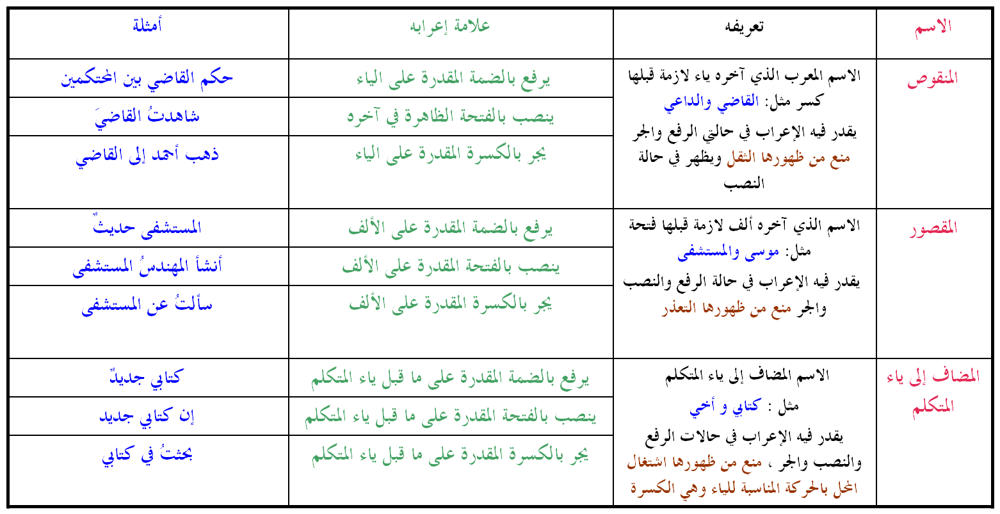 الاسم
تعريفه
علامة إعرابه
أمثلة
المنقوص
الاسم المعرب الذي آخره ياء لازمة قبلها
كسر مثل: القاضي والداعي
يقدر فبه الإعراب في حالتي الرفع والجر
منع من ظهورها الثقل ويظهر في حالة
النصب
يرفع بالضمة المقدرة على الياء
حكم القاضي بين المحتكمين
ينصب بالفتحة الظاهرة في آخره
شاهدتُ القاضيَ
يجر بالكسرة المقدرة على الياء
ذهب أحمد إلى القاضي
المقصور
الاسم الذي آخره ألف لازمة قبلها فتحة
مثل: موسى والمستشفى
يقدر فيه الإعراب في حالة الرفع والنصب
والجر منع من ظهورها التعذر
يرفع بالضمة المقدرة على الألف
المستشفى حديثٌ
ينصب بالفتحة المقدرة على الألف
أنشأ المهندسُ المستشفى
يجر بالكسرة المقدرة على الألف
سألتُ عن المستشفى
المضاف إلى ياء
المتكلم
الاسم المضاف إلى ياء المتكلم
مثل : كتابي و أخي
يقدر فيه الإعراب في حالات الرفع
والنصب والجر ، منع من ظهورها اشتغال
المحل بالحركة المناسبة للياء وهي الكسرة
يرفع بالضمة المقدرة على ما قبل ياء المتكلم
كتابي جديدٌ
ينصب بالفتحة المقدرة على ما قبل ياء المتكلم
إن كتابي جديد
يجر بالكسرة المقدرة على ما قبل ياء المتكلم
بحثتُ في كتابي